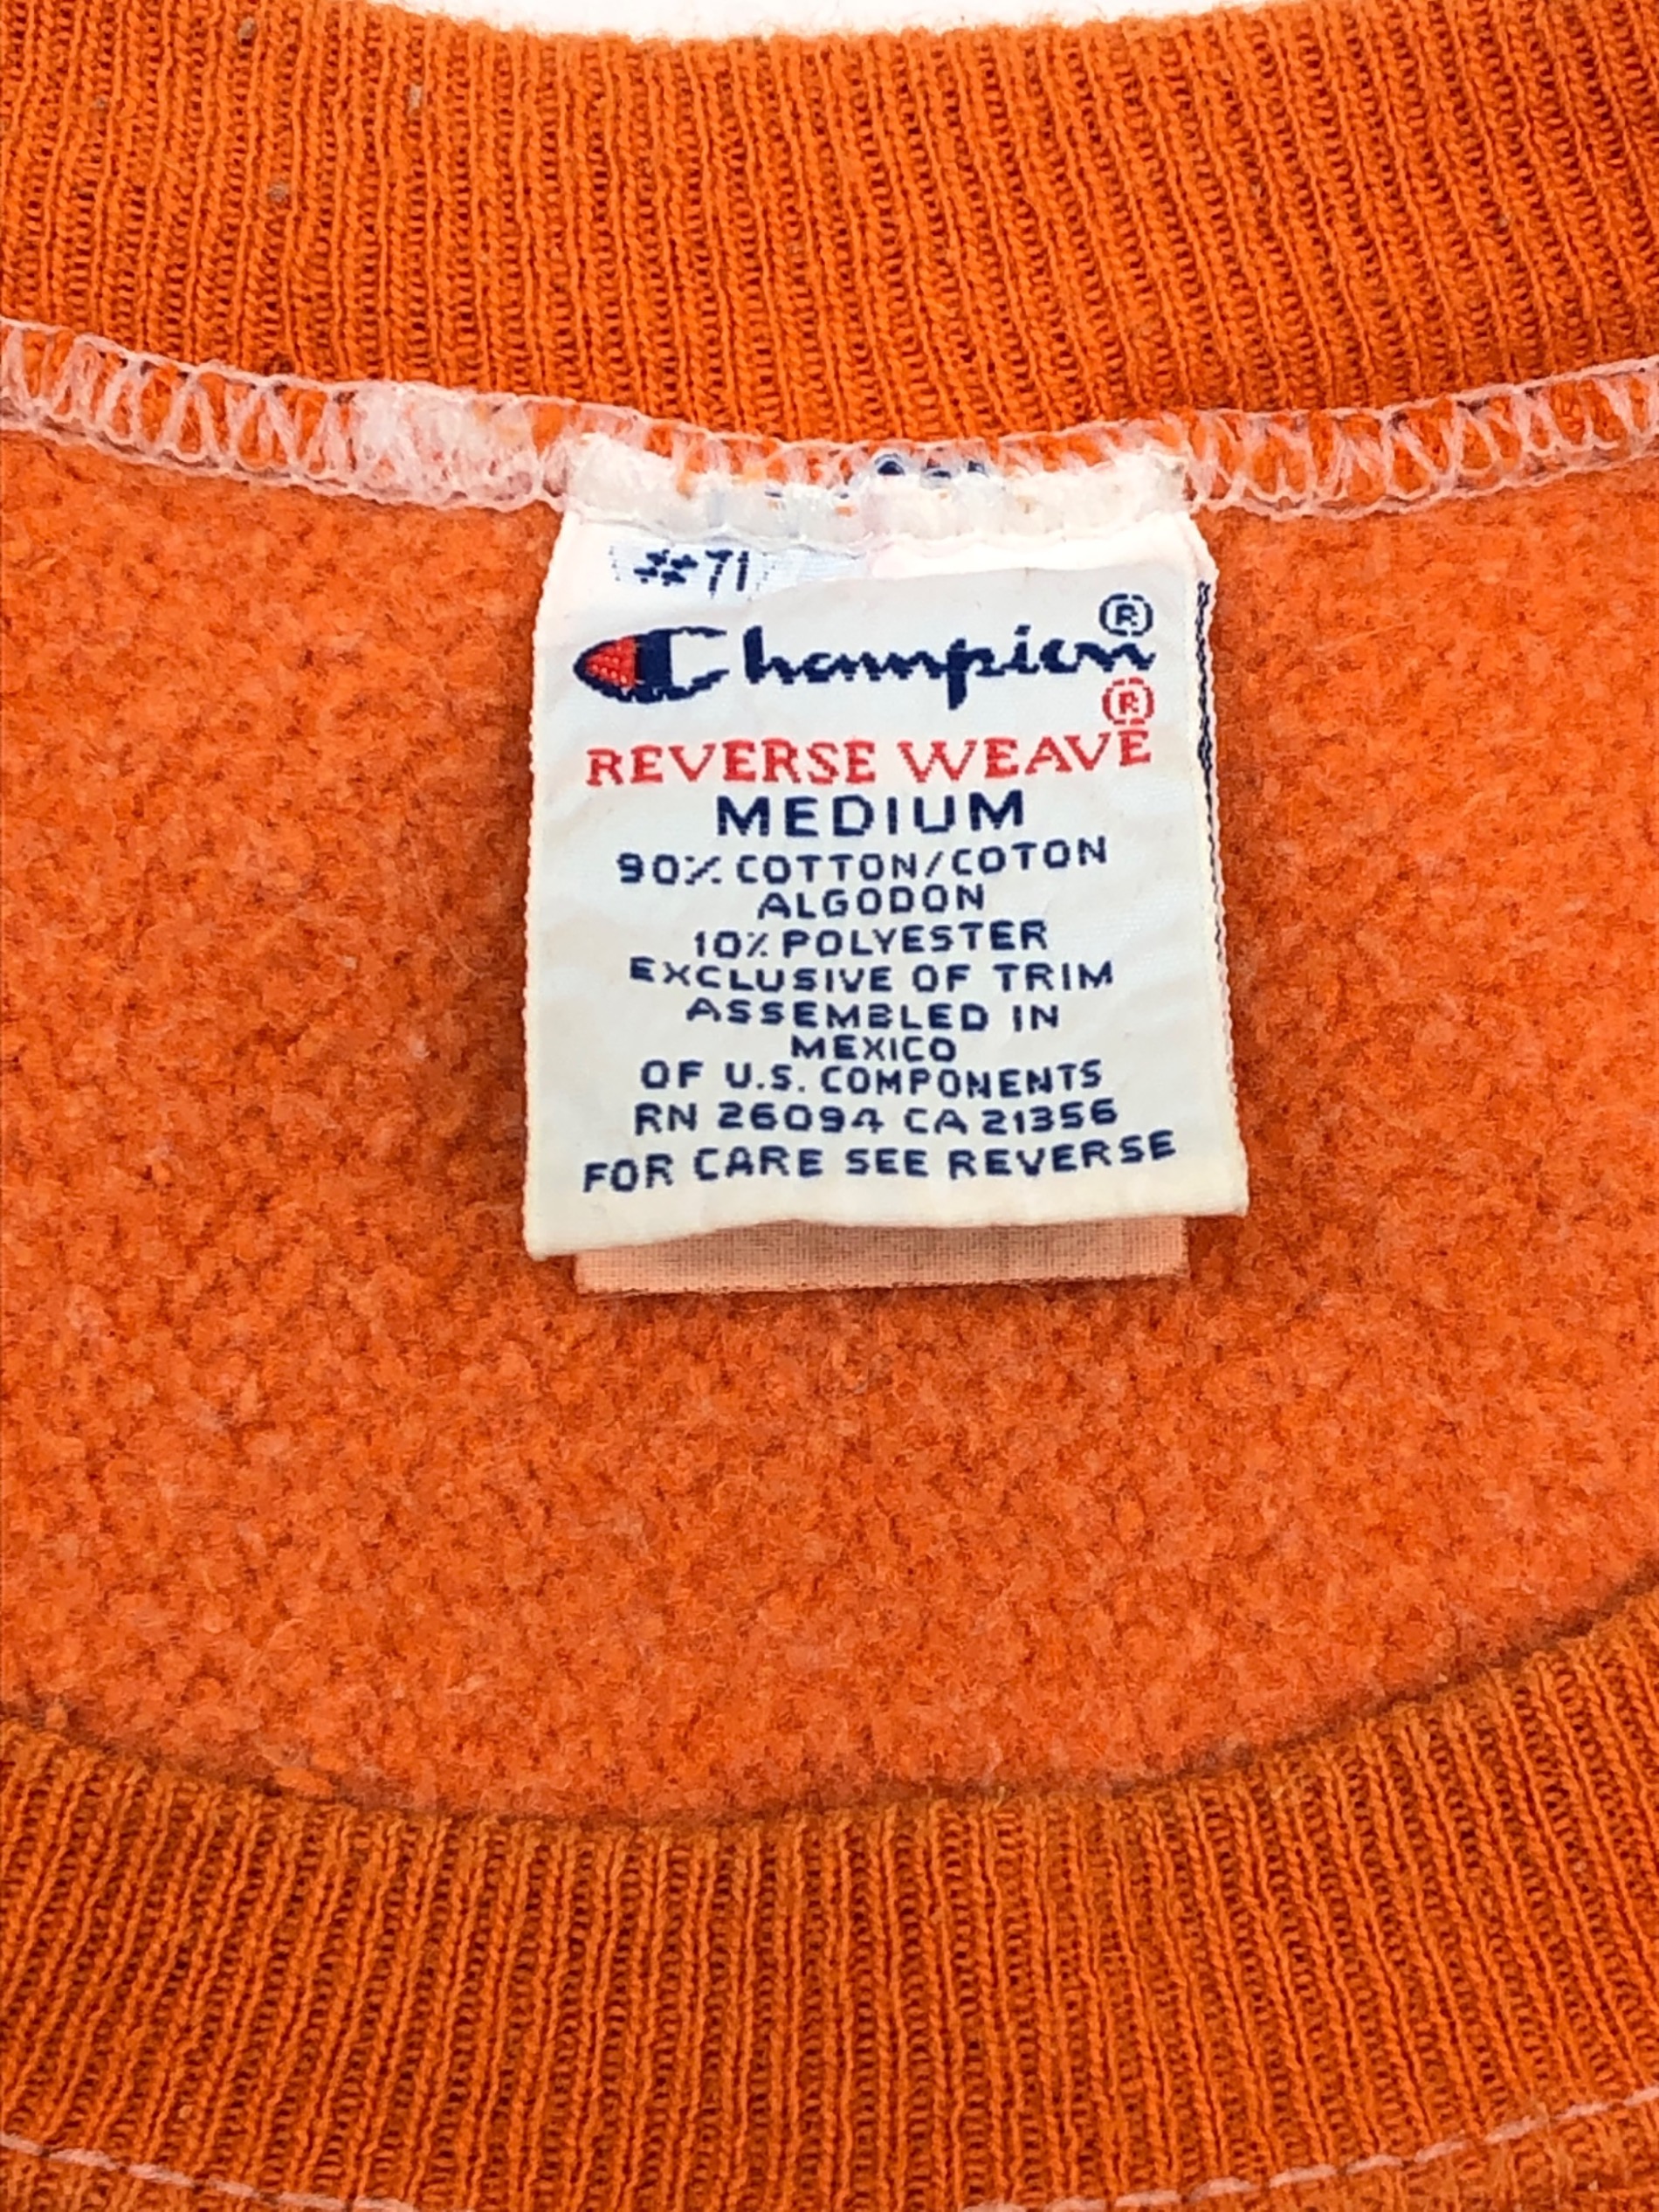 #71
Champion®
REVERSE WEAVE®
MEDIUM
90% COTTON/COTON
ALGODON
10% POLYESTER
EXCLUSIVE OF TRIM
ASSEMBLED IN
MEXICO
OF U.S. COMPONENTS
RN 26094 CA 21356
FOR CARE SEE REVERSE